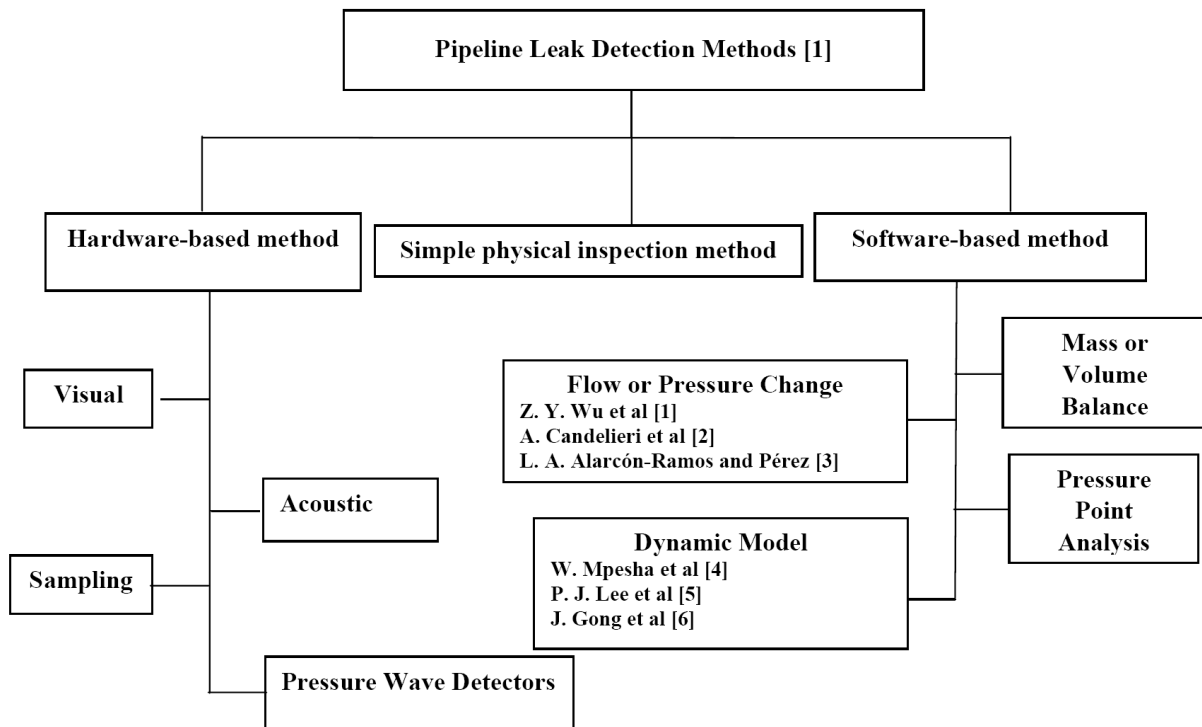 Pipeline Leak Detection Methods [1]
Hardware-based method
Simple physical inspection method
Software-based method
Visual
Acoustic
Sampling
Pressure Wave Detectors
Flow or Pressure Change
Z. Y. Wu et al [1]
A. Candelieri et al [2]
L. A. Alarcón-Ramos and Pérez [3]
Dynamic Model
W. Mpesha et al [4]
P. J. Lee et al [5]
J. Gong et al [6]
Mass or
Volume
Balance
Pressure
Point
Analysis